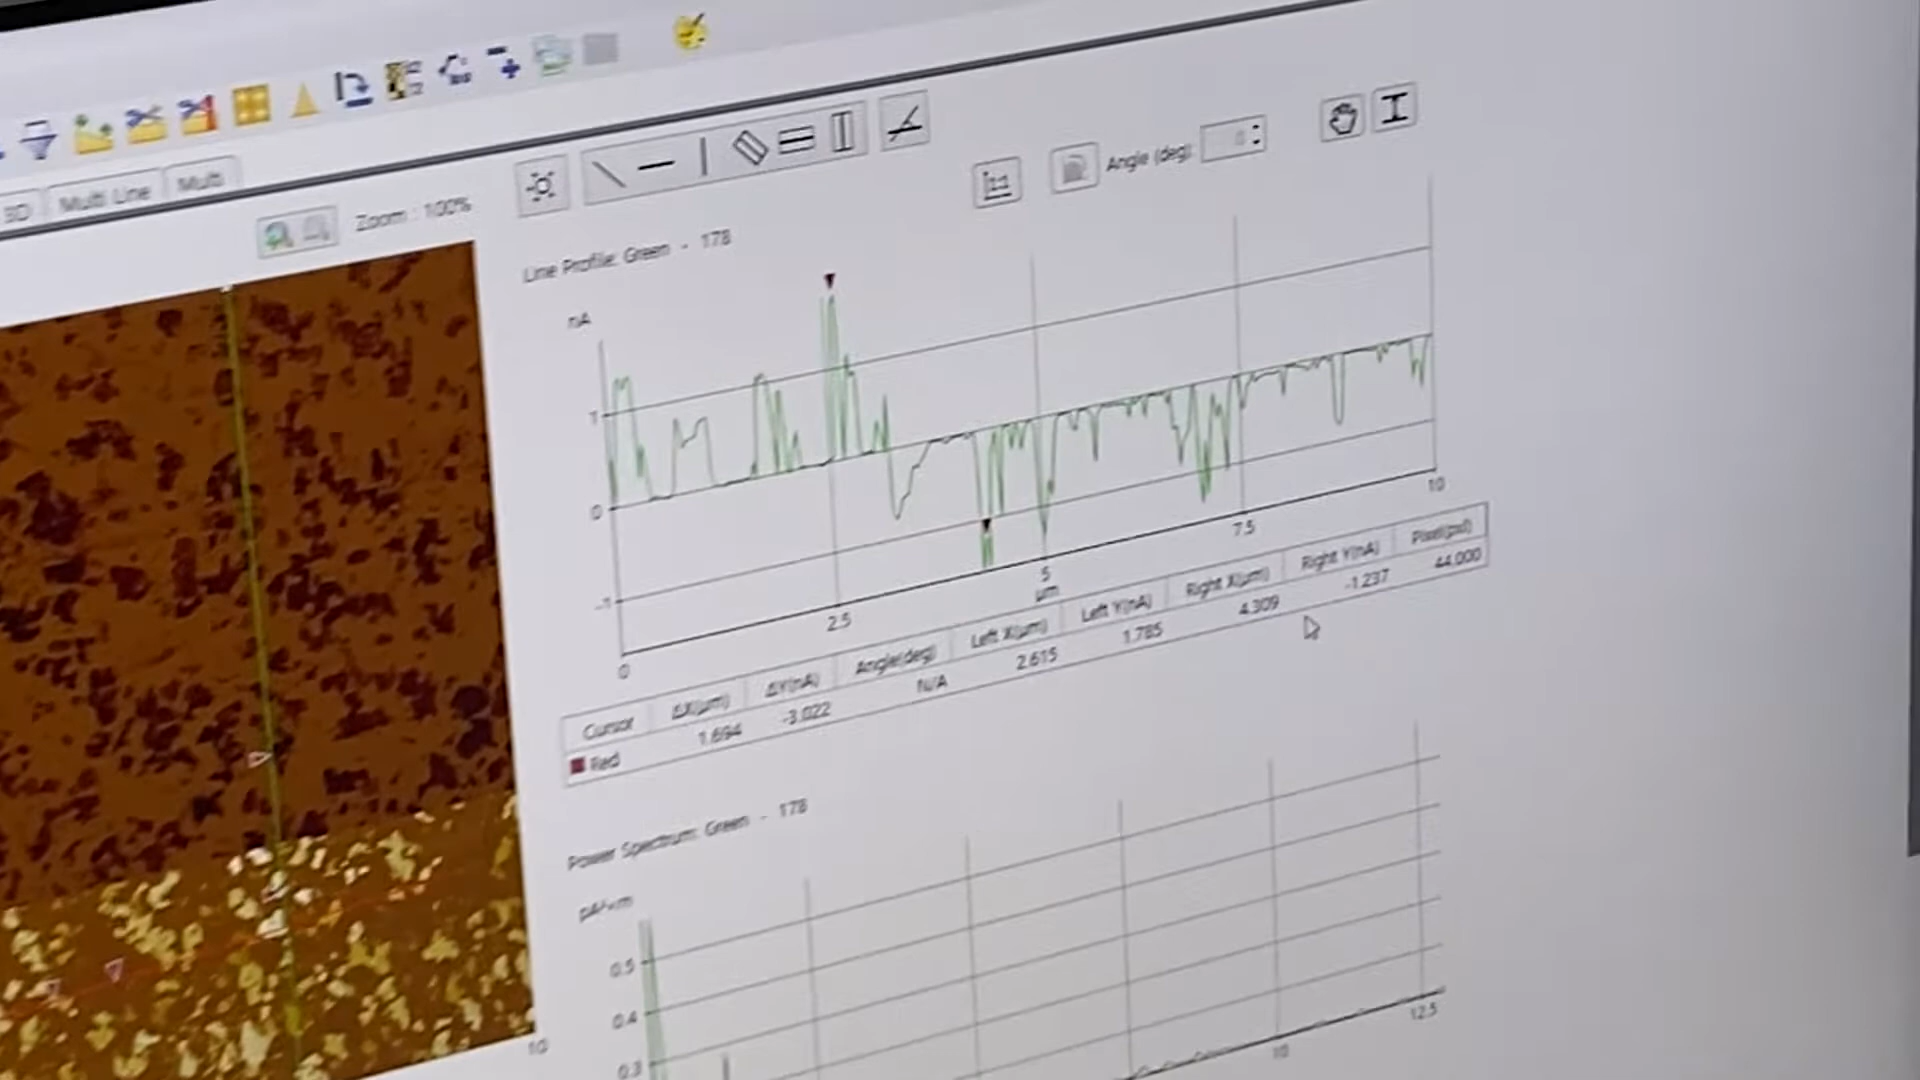 3D Multi Line Multi
Zoom : 100%
Angle (deg):
Line Profile: Green - 178
nA
1
0
-1
0 2.5 5 7.5 10
µm
Cursor ΔX(µm) ΔY(nA) Angle(deg) Left X(µm) Left Y(nA) Right X(µm) Right Y(nA) Pixel(pxl)
Red 1.694 -3.022 N/A 2.615 1.785 4.309 -1.237 44.000
Power Spectrum: Green - 178
0.5
0.4
0.3
10 12.5
10